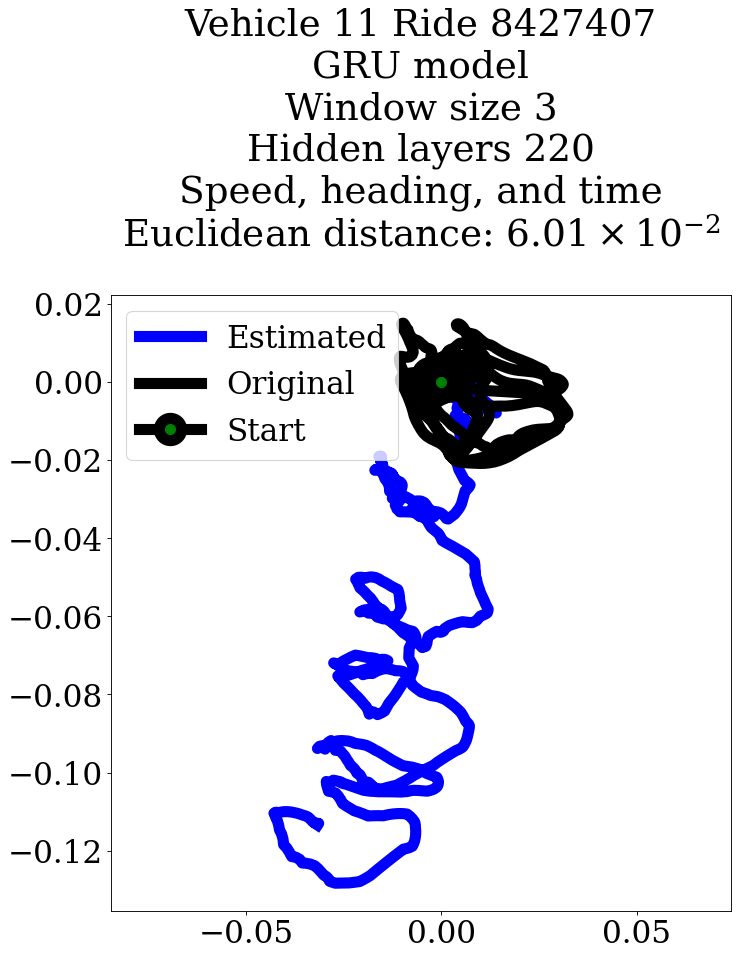 Vehicle 11 Ride 8427407
GRU model
Window size 3
Hidden layers 220
Speed, heading, and time
Euclidean distance: 6.01 × 10⁻²
Estimated
Original
Start
0.02
0.00
−0.02
−0.04
−0.06
−0.08
−0.10
−0.12
−0.05 0.00 0.05